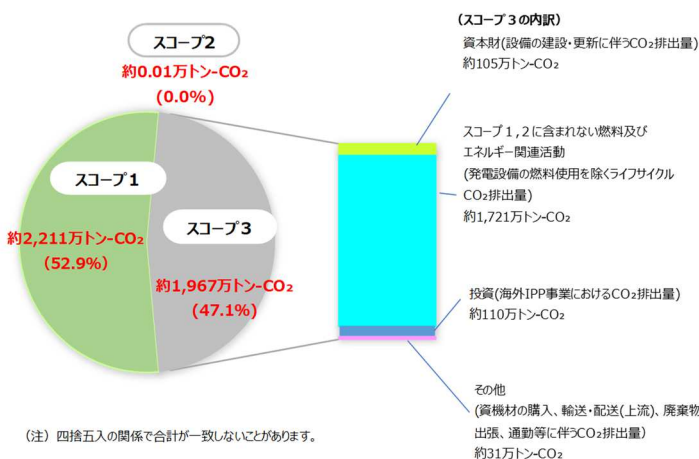 スコープ2
約0.01万トン-CO₂
(0.0%)
スコープ1
約2,211万トン-CO₂
(52.9%)
スコープ3
約1,967万トン-CO₂
(47.1%)
(スコープ3の内訳)
資本財(設備の建設・更新に伴うCO₂排出量)
約105万トン-CO₂
スコープ1,2に含まれない燃料及び
エネルギー関連活動
(発電設備の燃料使用を除くライフサイクル
CO₂排出量)
約1,721万トン-CO₂
投資(海外IPP事業におけるCO₂排出量)
約110万トン-CO₂
その他
(資機材の購入、輸送・配送(上流)、廃棄物
出張、通勤等に伴うCO₂排出量)
約31万トン-CO₂
(注) 四捨五入の関係で合計が一致しないことがあります。